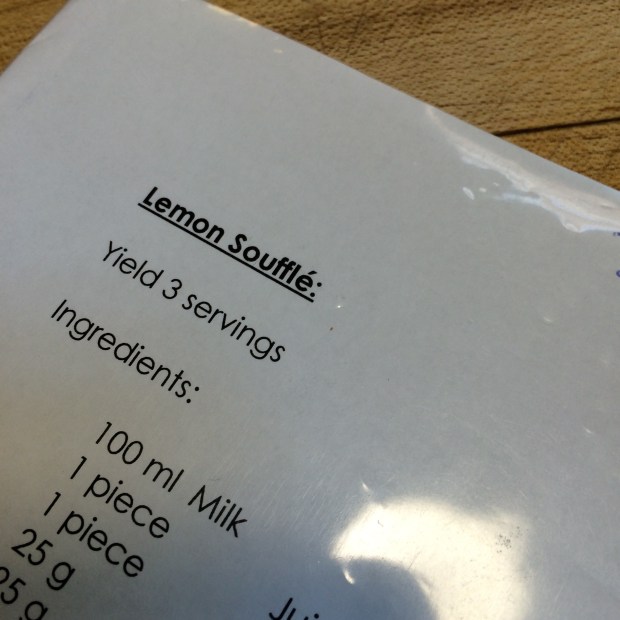 Lemon Soufflé:
Yield 3 servings
Ingredients:
100 ml Milk
1 piece
1 piece
25 g